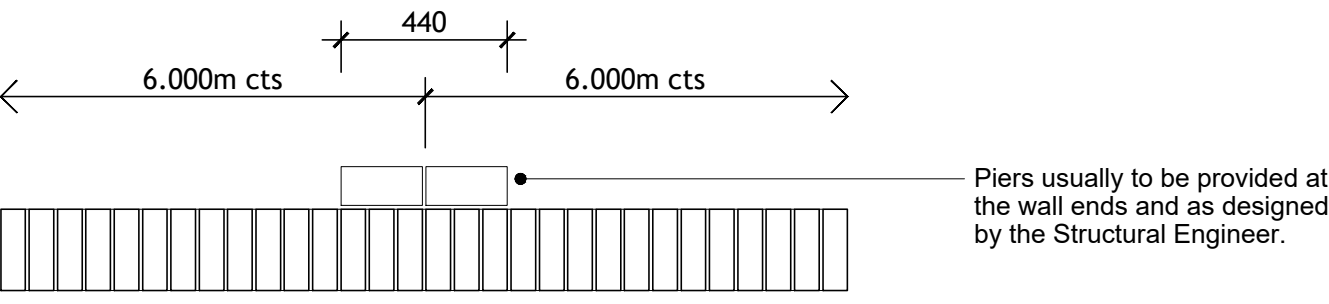 440
6.000m cts
6.000m cts
Piers usually to be provided at
the wall ends and as designed
by the Structural Engineer.